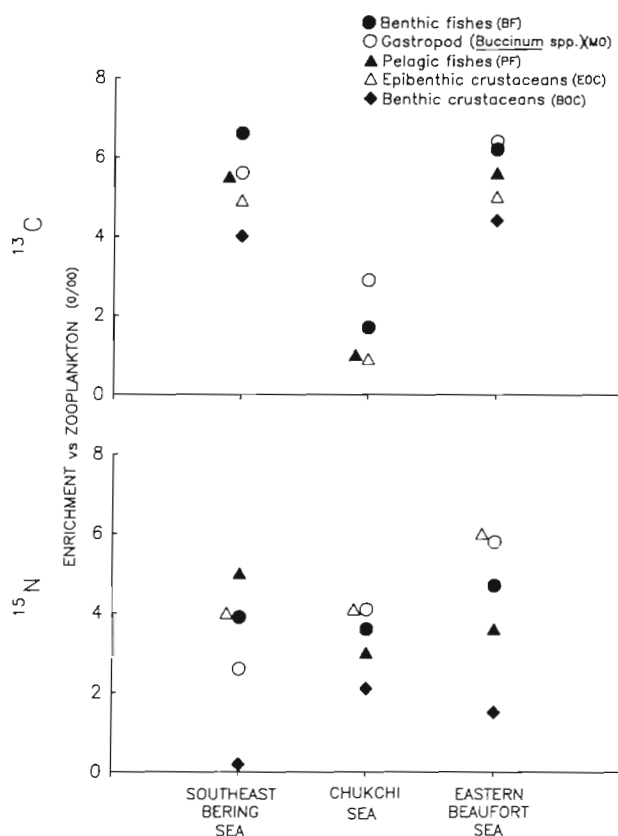 Benthic fishes (BF)
Gastropod (Buccinum spp.)(MO)
Pelagic fishes (PF)
Epibenthic crustaceans (EOC)
Benthic crustaceans (BOC)
8
6
4
2
0
13C
ENRICHMENT vs ZOOPLANKTON (0/00)
8
6
4
2
0
15N
SOUTHEAST
BERING
SEA
CHUKCHI
SEA
EASTERN
BEAUFORT
SEA